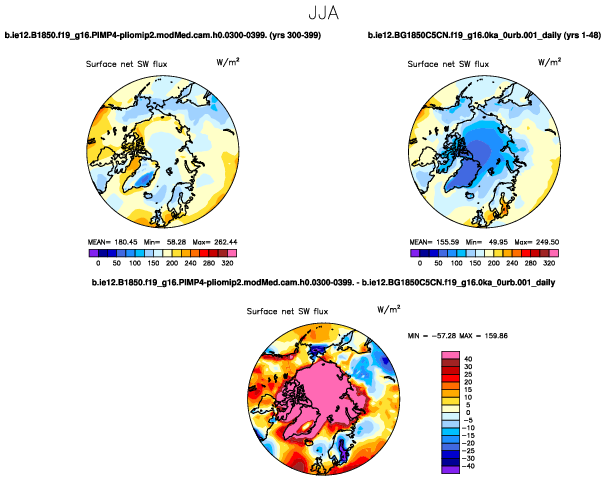 JJA
b.ie12.B1850.f19_g16.PlMP4-pliomip2.modMed.cam.h0.0300-0399. (yrs 300-399)
b.ie12.BG1850C5CN.f19_g16.0ka_0urb.001_daily (yrs 1-48)
Surface net SW flux W/m²
Surface net SW flux W/m²
MEAN= 180.45 Min= 58.28 Max= 262.44
MEAN= 155.59 Min= 49.95 Max= 249.50
0 50 100 150 200 240 280 320
0 50 100 150 200 240 280 320
b.ie12.B1850.f19_g16.PlMP4-pliomip2.modMed.cam.h0.0300-0399. - b.ie12.BG1850C5CN.f19_g16.0ka_0urb.001_daily
Surface net SW flux W/m²
MIN = -57.28 MAX = 159.86
40
35
30
25
20
15
10
5
0
-5
-10
-15
-20
-25
-30
-35
-40